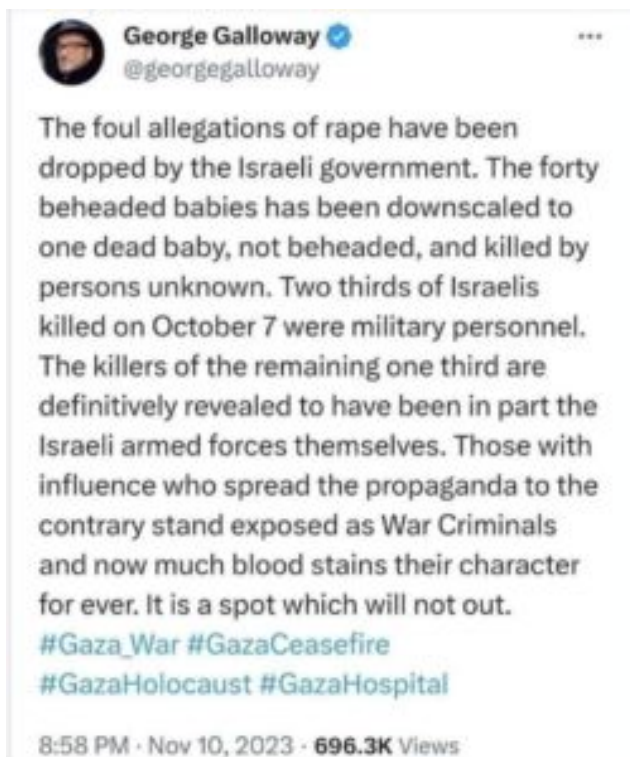 George Galloway
@georgegalloway
The foul allegations of rape have been
dropped by the Israeli government. The forty
beheaded babies has been downscaled to
one dead baby, not beheaded, and killed by
persons unknown. Two thirds of Israelis
killed on October 7 were military personnel.
The killers of the remaining one third are
definitively revealed to have been in part the
Israeli armed forces themselves. Those with
influence who spread the propaganda to the
contrary stand exposed as War Criminals
and now much blood stains their character
for ever. It is a spot which will not out.
#Gaza_War #GazaCeasefire
#GazaHolocaust #GazaHospital
8:58 PM · Nov 10, 2023 · 696.3K Views